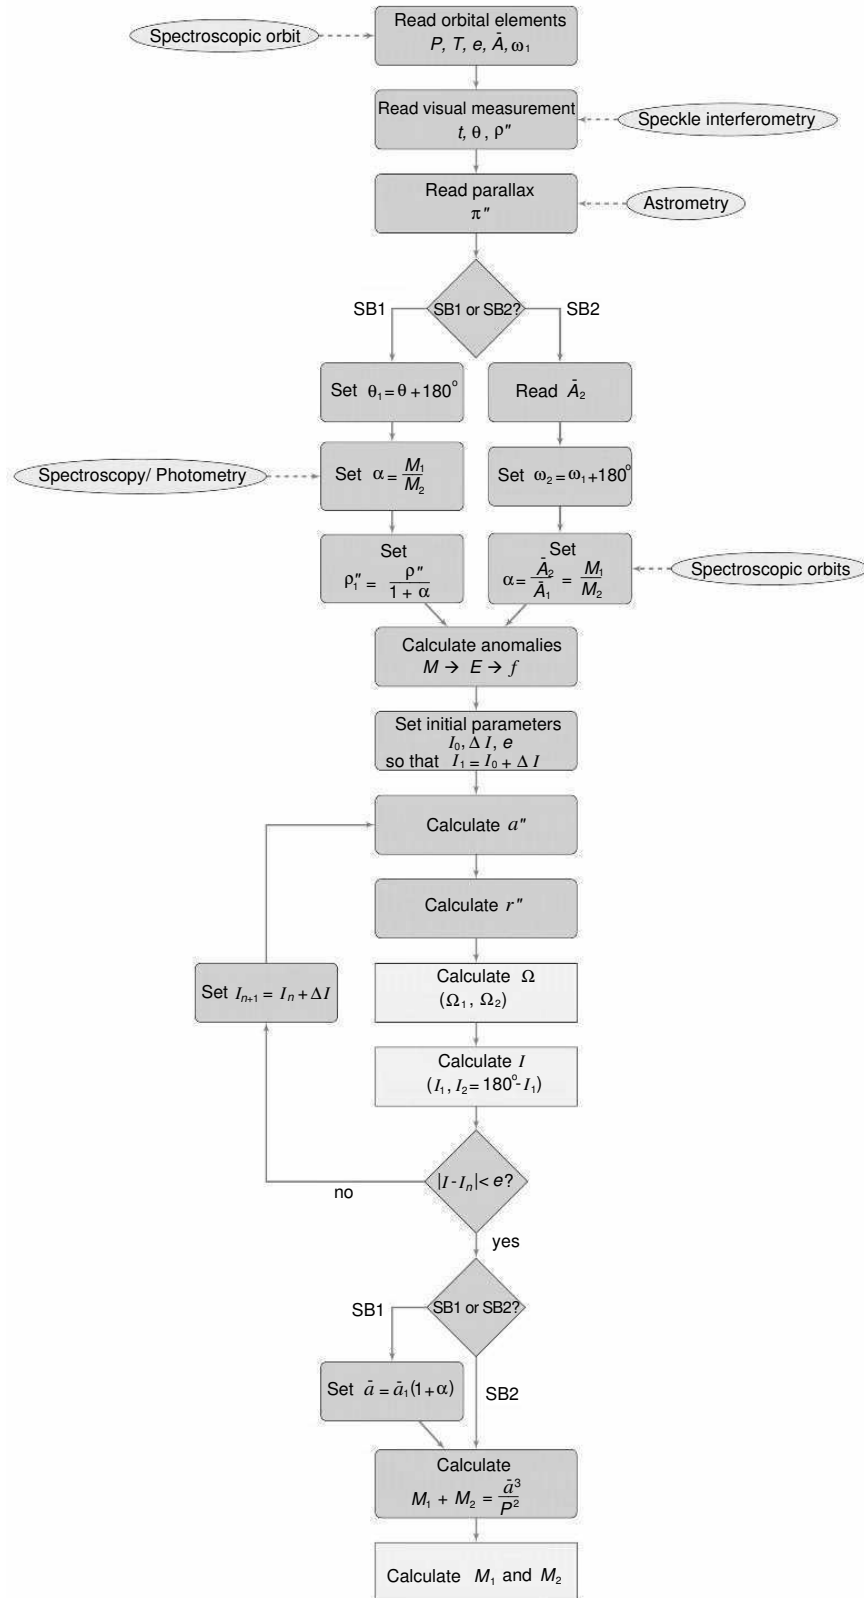 Read orbital elements
Spectroscopic orbit
P, T, e, Ā, ω₁
Read visual measurement
Speckle interferometry
t, θ, ρ″
Read parallax
Astrometry
π″
SB1
SB1 or SB2?
SB2
Set θ₁ = θ + 180°
Read Ā₂
Spectroscopy/ Photometry
Set α = M₁/M₂
Set ω₂ = ω₁ + 180°
Set
ρ₁″ = ρ″/(1 + α)
Set
α = Ā₂/Ā₁ = M₁/M₂
Spectroscopic orbits
Calculate anomalies
M → E → f
Set initial parameters
I₀, Δ I, e
so that I₁ = I₀ + Δ I
Calculate a″
Calculate r″
Set Iₙ₊₁ = Iₙ + ΔI
Calculate Ω
(Ω₁, Ω₂)
Calculate I
(I₁, I₂ = 180° - I₁)
|I - Iₙ| < e?
no
yes
SB1
SB1 or SB2?
Set ā = ā₁(1 + α)
SB2
Calculate
M₁ + M₂ = ā³/P²
Calculate M₁ and M₂